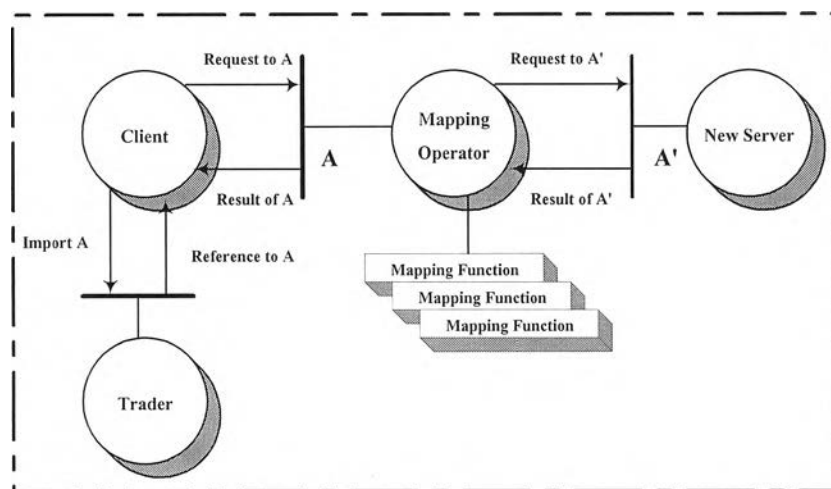 Request to A
Request to A'
Client
Mapping
Operator
New Server
A
A'
Result of A
Result of A'
Import A
Reference to A
Mapping Function
Mapping Function
Mapping Function
Trader